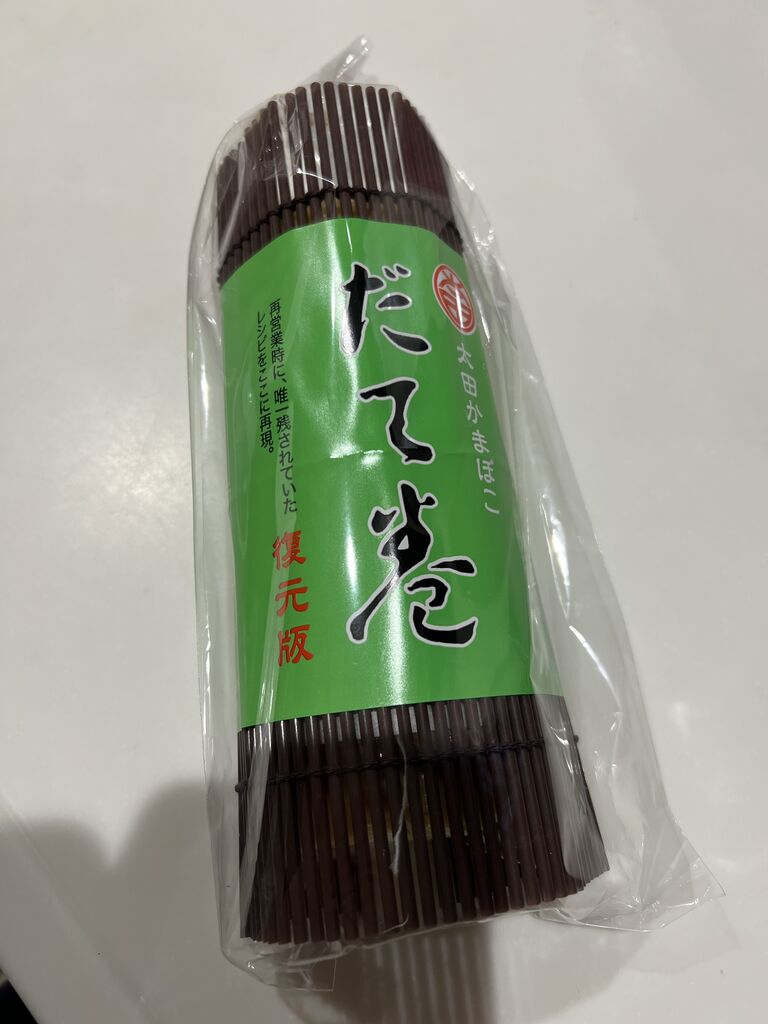 太田かまぼこ
だて巻
再営業時に、唯一残されていた
レシピをここに再現。
復元版